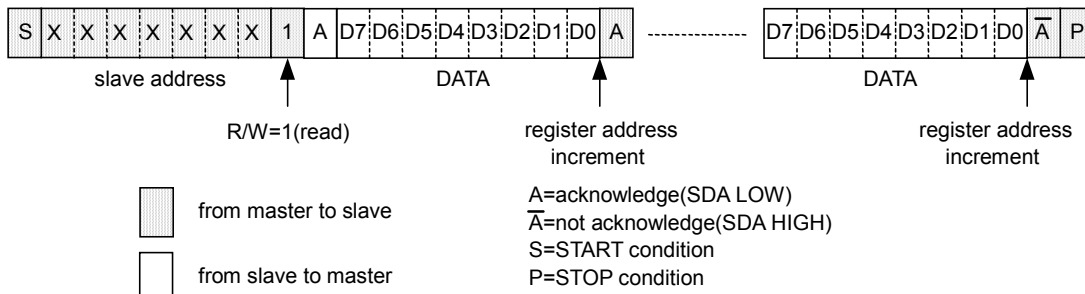 S X X X X X X X 1 A D7 D6 D5 D4 D3 D2 D1 D0 A D7 D6 D5 D4 D3 D2 D1 D0 A̅ P
slave address DATA DATA
R/W=1(read) register address register address
increment increment
A=acknowledge(SDA LOW)
from master to slave
A̅=not acknowledge(SDA HIGH)
S=START condition
from slave to master
P=STOP condition